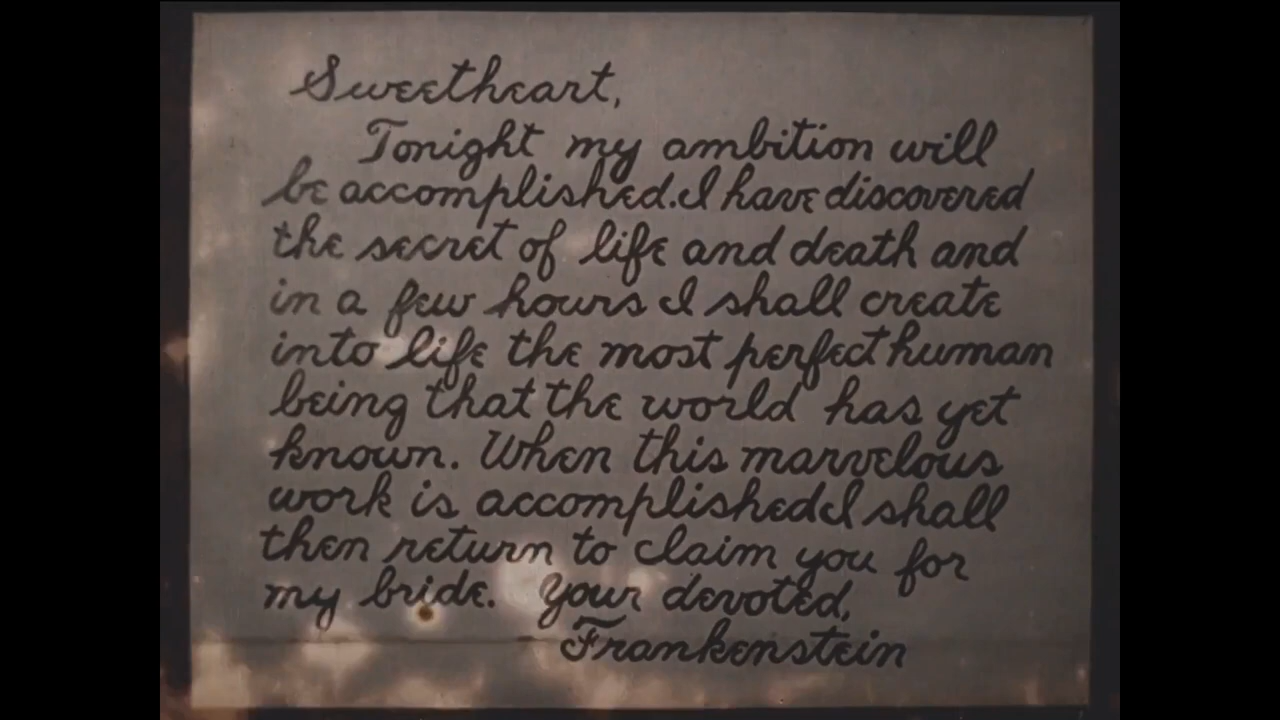 Sweetheart,
Tonight my ambition will
be accomplished. I have discovered
the secret of life and death and
in a few hours I shall create
into life the most perfect human
being that the world has yet
known. When this marvelous
work is accomplished I shall
then return to claim you for
my bride. Your devoted,
Frankenstein